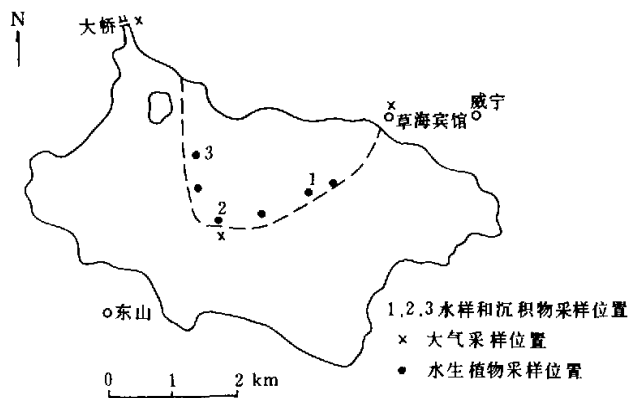 N
大桥
威宁
草海宾馆
3
1
2
东山
1,2,3水样和沉积物采样位置
× 大气采样位置
● 水生植物采样位置
0 1 2 km